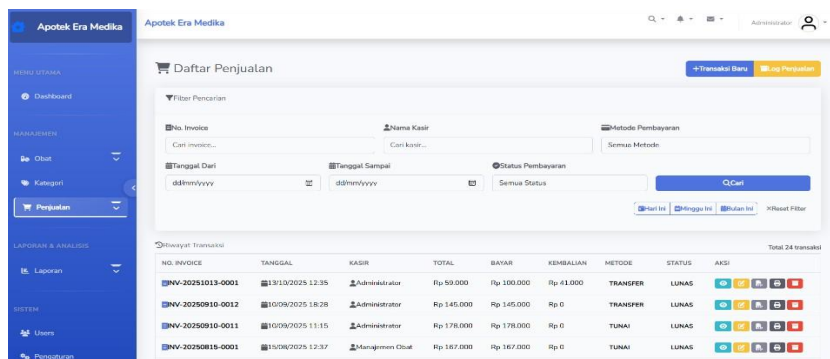 Apotek Era Medika
Apotek Era Medika
Administrator
MENU UTAMA
Dashboard
MANAJEMEN
Obat
Kategori
Penjualan
LAPORAN & ANALISIS
Laporan
SISTEM
Users
Pengaturan
Daftar Penjualan
+Transaksi Baru
Log Penjualan
Filter Pencarian
No. Invoice
Name Kasir
Metode Pembayaran
Cari invoice...
Cari kasir...
Semua Metode
Tanggal Dari
Tanggal Sampai
Status Pembayaran
dd/mm/yyyy
dd/mm/yyyy
Semua Status
Cari
Hari Ini
Minggu Ini
Bulan Ini
×Reset Filter
Riwayat Transaksi
Total 24 transaksi
NO. INVOICE TANGGAL KASIR TOTAL BAYAR KEMBALIAN METODE STATUS AKSI
INV-20251013-0001 13/10/2025 12:35 Administrator Rp 59.000 Rp 100.000 Rp 41.000 TRANSFER LUNAS
INV-20250910-0012 10/09/2025 18:28 Administrator Rp 145.000 Rp 145.000 Rp 0 TRANSFER LUNAS
INV-20250910-0011 10/09/2025 11:15 Administrator Rp 178.000 Rp 178.000 Rp 0 TUNAI LUNAS
INV-20250815-0001 15/08/2025 12:37 Manajemen Obat Rp 167.000 Rp 167.000 Rp 0 TUNAI LUNAS